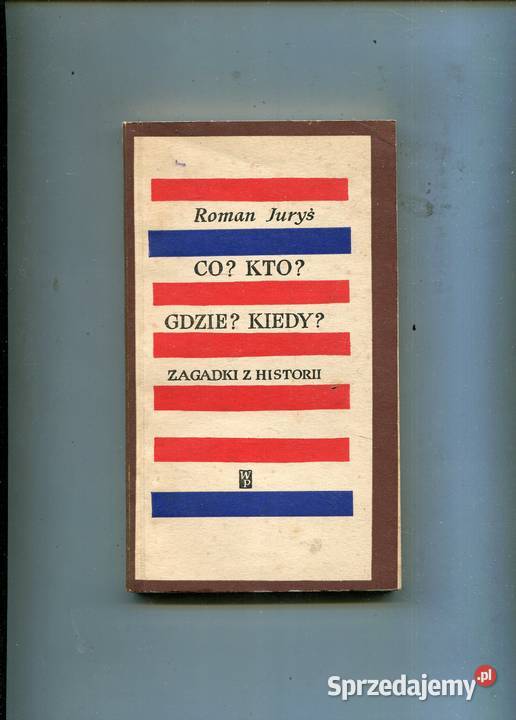 Roman Juryś
CO? KTO?
GDZIE? KIEDY?
ZAGADKI Z HISTORII
WP
Sprzedajemy.pl